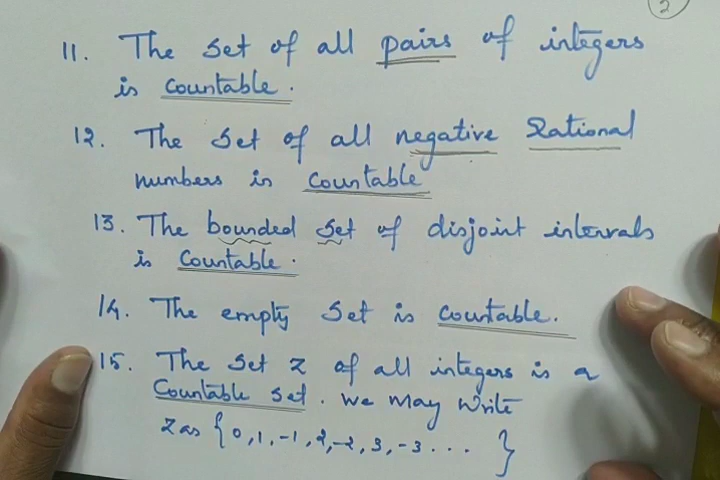 2
11. The set of all pairs of integers
is countable.
12. The set of all negative Rational
numbers is countable
13. The bounded set of disjoint intervals
is countable.
14. The empty set is countable.
15. The set Z of all integers is a
Countable set. We may write
Z as {0, 1, -1, 2, -2, 3, -3 ... }